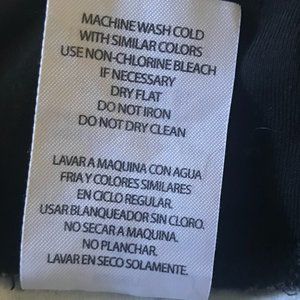 MACHINE WASH COLD
WITH SIMILAR COLORS
USE NON-CHLORINE BLEACH
IF NECESSARY
DRY FLAT
DO NOT IRON
DO NOT DRY CLEAN
LAVAR A MAQUINA CON AGUA
FRIA Y COLORES SIMILARES
EN CICLO REGULAR.
USAR BLANQUEADOR SIN CLORO.
NO SECAR A MAQUINA.
NO PLANCHAR.
LAVAR EN SECO SOLAMENTE.